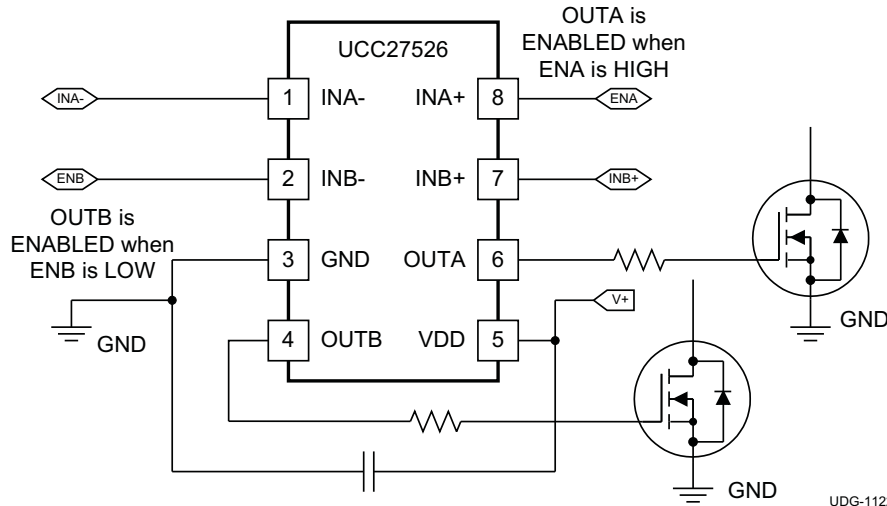 OUTA is
ENABLED when
ENA is HIGH
UCC27526
INA-
1
INA-
INA+
8
ENA
ENB
2
INB-
INB+
7
INB+
OUTB is
ENABLED when
ENB is LOW
3
GND
OUTA
6
V+
GND
GND
4
OUTB
VDD
5
GND